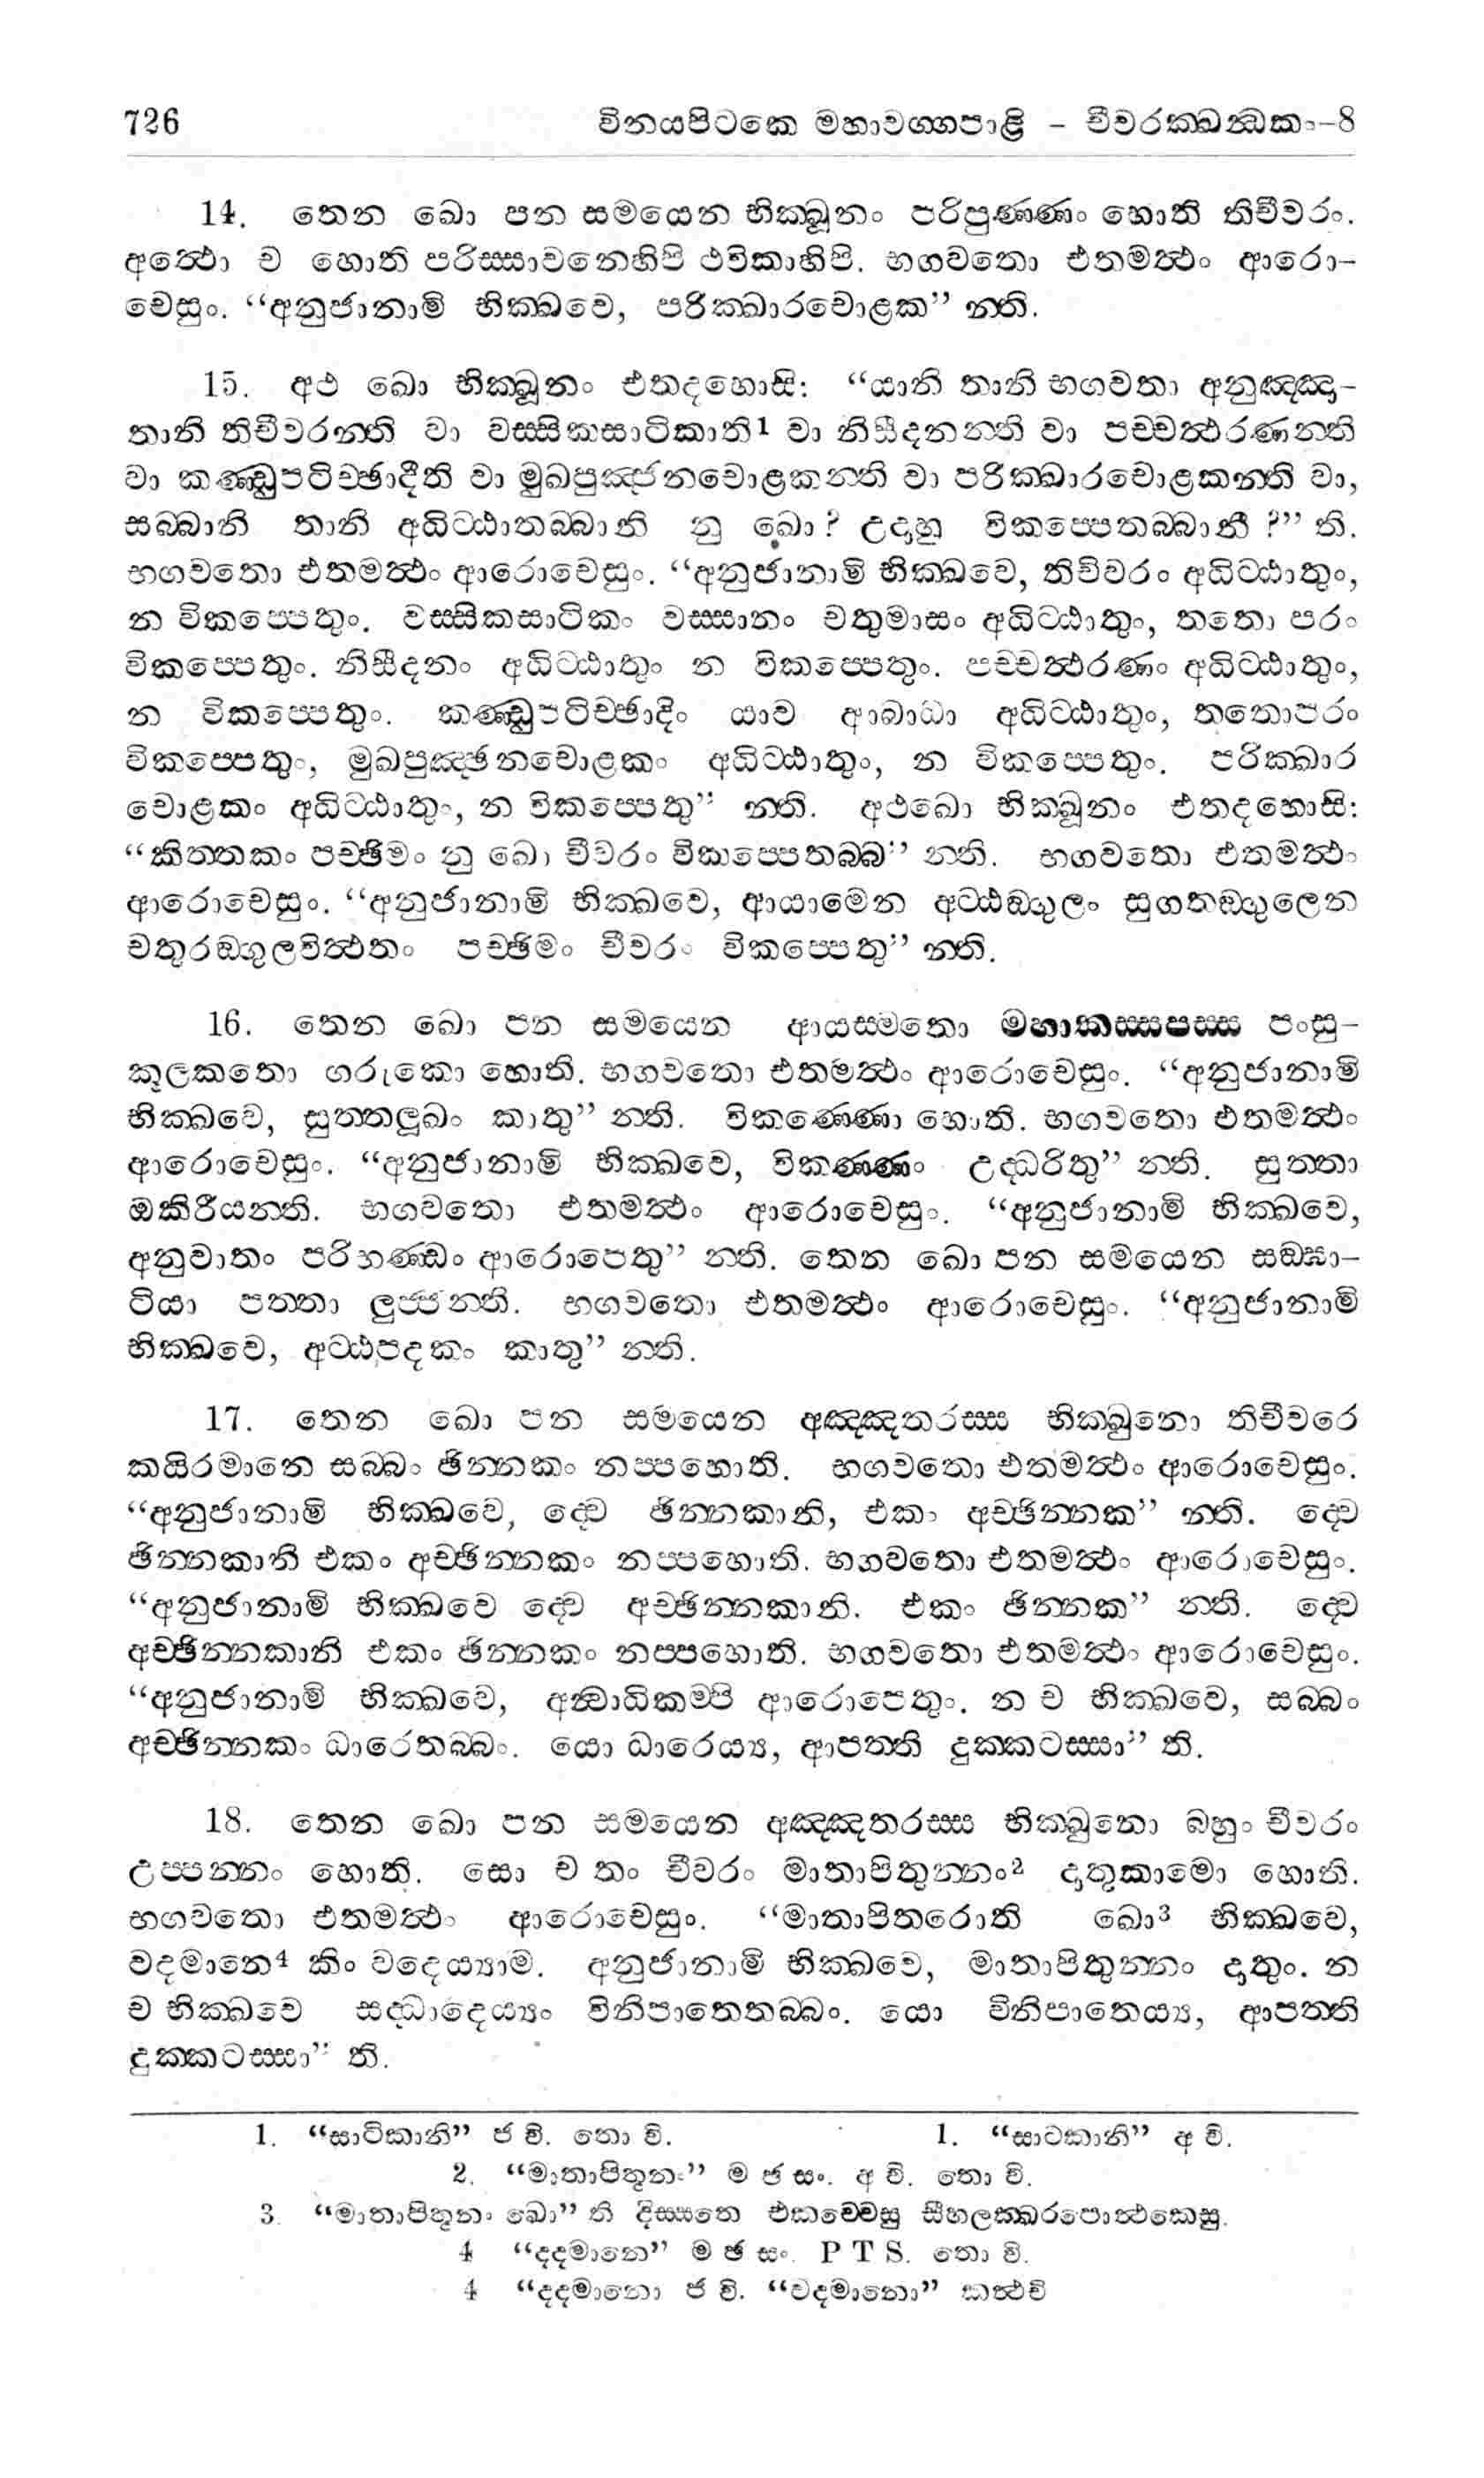 726 විනයපිටකෙ මහාවග්ගපාළි – චීවරක්ඛන්ධකං–8
14. තෙන ඛො පන සමයෙන භික්ඛූනං පරිපුණ්ණං හොති තිචීවරං.
අත්ථො ච හොති පරිස්සාවනෙහිපි ථවිකාහිපි. භගවතො එතමත්ථං ආරො–
චෙසුං. “අනුජානාමි භික්ඛවෙ, පරික්ඛාරචොළක” න්ති.
15. අථ ඛො භික්ඛූනං එතදහොසි: “යානි තානි භගවතා අනුඤ්ඤා–
තානි තිචීවරන්ති වා වස්සිකසාටිකාති1 වා නිසීදනන්ති වා පච්චත්ථරණන්ති
වා කණ්ඩුපටිච්ඡාදීති වා මුඛපුඤ්ජනචොළකන්ති වා පරික්ඛාරචොළකන්ති වා,
සබ්බානි තානි අධිට්ඨාතබ්බානි නු ඛො? උදාහු විකප්පෙතබ්බානී ?” ති.
භගවතො එතමත්ථං ආරොචෙසුං. “අනුජානාමි භික්ඛවෙ, තිචිවරං අධිට්ඨාතුං,
න විකප්පෙතුං. වස්සිකසාටිකං වස්සානං චතුමාසං අධිට්ඨාතුං, තතො පරං
විකප්පෙතුං. නිසීදනං අධිට්ඨාතුං න විකප්පෙතුං. පච්චත්ථරණං අධිට්ඨාතුං,
න විකප්පෙතුං. කණ්ඩුපටිච්ඡාදිං යාව ආබාධා අධිට්ඨාතුං, තතොපරං
විකප්පෙතුං, මුඛපුඤ්ඡනචොළකං අධිට්ඨාතුං, න විකප්පෙතුං. පරික්ඛාර
චොළකං අධිට්ඨාතුං, න විකප්පෙතු” න්ති. අථඛො භික්ඛූනං එතදහොසි:
“කිත්තකං පච්ඡිමං නු ඛො චීවරං විකප්පෙතබ්බ” න්ති. භගවතො එතමත්ථං
ආරොචෙසුං. “අනුජානාමි භික්ඛවෙ, ආයාමෙන අට්ඨඞ්ගුලං සුගතඞ්ගුලෙන
චතුරඞ්ගුලවිත්ථතං පච්ඡිමං චීවරං විකප්පෙතු” න්ති.
16. තෙන ඛො පන සමයෙන ආයස්මතො මහාකස්සපස්ස පංසු–
කූලකතො ගරුකො හොති. භගවතො එතමත්ථං ආරොචෙසුං. “අනුජානාමි
භික්ඛවෙ, සුත්තලූඛං කාතු” න්ති. විකණ්ණො හොති. භගවතො එතමත්ථං
ආරොචෙසුං. “අනුජානාමි භික්ඛවෙ, විකණ්ණං උද්ධරිතු” න්ති. සුත්තා
ඔකිරීයන්ති. භගවතො එතමත්ථං ආරොචෙසුං. “අනුජානාමි භික්ඛවෙ,
අනුවාතං පරිභණ්ඩං ආරොපෙතු” න්ති. තෙන ඛො පන සමයෙන සඞ්ඝා–
ටියා පත්තා ලුජ්ජන්ති. භගවතො එතමත්ථං ආරොචෙසුං. “අනුජානාමි
භික්ඛවෙ, අට්ඨපදකං කාතු” න්ති.
17. තෙන ඛො පන සමයෙන අඤ්ඤතරස්ස භික්ඛුනො තිචීවරෙ
කයිරමානෙ සබ්බං ඡින්නකං නප්පහොති. භගවතො එතමත්ථං ආරොචෙසුං.
“අනුජානාමි භික්ඛවෙ, ද්වෙ ඡින්නකානි, එකං අච්ඡින්නක” න්ති. ද්වෙ
ඡින්නකානි එකං අච්ඡින්නකං නප්පහොති. භගවතො එතමත්ථං ආරොචෙසුං.
“අනුජානාමි භික්ඛවෙ ද්වෙ අච්ඡින්නකානි. එකං ඡින්නක” න්ති. ද්වෙ
අච්ඡින්නකානි එකං ඡින්නකං නප්පහොති. භගවතො එතමත්ථං ආරොචෙසුං.
“අනුජානාමි භික්ඛවෙ, අන්වාධිකම්පි ආරොපෙතුං. න ච භික්ඛවෙ, සබ්බං
අච්ඡින්නකං ධාරෙතබ්බං. යො ධාරෙය්‍ය, ආපත්ති දුක්කටස්සා” ති.
18. තෙන ඛො පන සමයෙන අඤ්ඤතරස්ස භික්ඛුනො බහුං චීවරං
උප්පන්නං හොති. සො ච තං චීවරං මාතාපිතුන්නං2 දාතුකාමො හොති.
භගවතො එතමත්ථං ආරොචෙසුං. “මාතාපිතරොති ඛො3 භික්ඛවෙ,
වදමානෙ4 කිං වදෙය්‍යාම. අනුජානාමි භික්ඛවෙ, මාතාපිතුන්නං දාතුං. න
ච භික්ඛවෙ සද්ධාදෙය්‍යං විනිපාතෙතබ්බං. යො විනිපාතෙය්‍ය, ආපත්ති
දුක්කටස්සා” ති.
1. “සාටිකානි” ජ වි. තො වි. 1. “සාටකානි” අ වි.
2. “මාතාපිතූනං” ම ඡ සං. අ වි. තො වි.
3. “මාතාපිතූනං ඛො” ති දිස්සතෙ එකච්චෙසු සීහලක්ඛරපොත්ථකෙසු.
4 “දදමානෙ” ම ඡ සං. P T S. තො වි.
4 “දදමානො ජ වි. “වදමානො” කත්ථචි